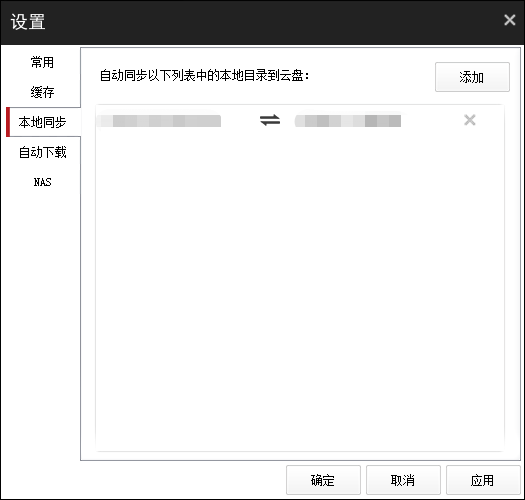 设置
常用
缓存
本地同步
自动下载
NAS
自动同步以下列表中的本地目录到云盘：
添加
确定
取消
应用